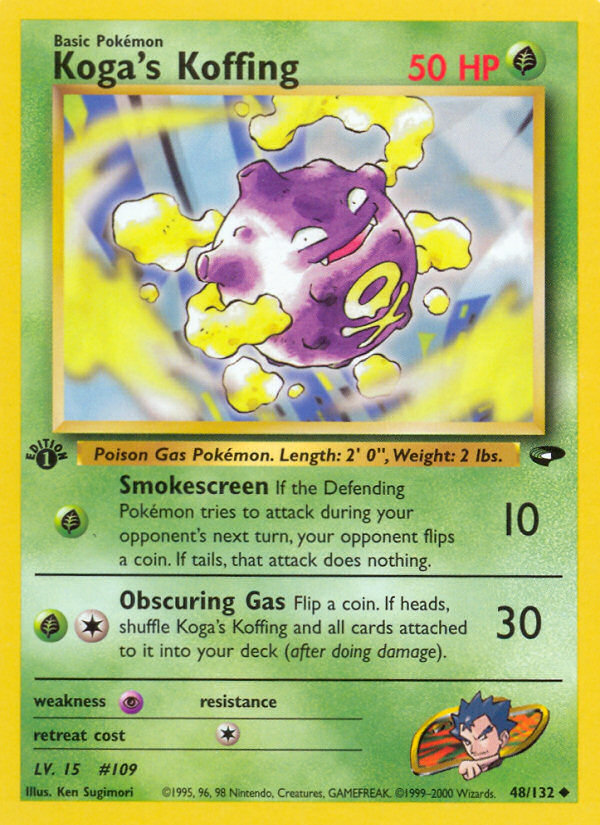 Basic Pokémon
Koga's Koffing 50 HP
EDITION
1
Poison Gas Pokémon. Length: 2' 0", Weight: 2 lbs.
Smokescreen If the Defending
Pokémon tries to attack during your
opponent's next turn, your opponent flips
a coin. If tails, that attack does nothing.
10
Obscuring Gas Flip a coin. If heads,
shuffle Koga's Koffing and all cards attached
to it into your deck (after doing damage).
30
weakness resistance
retreat cost
LV. 15 #109
Illus. Ken Sugimori ©1995, 96, 98 Nintendo, Creatures, GAMEFREAK. ©1999-2000 Wizards. 48/132 ◆